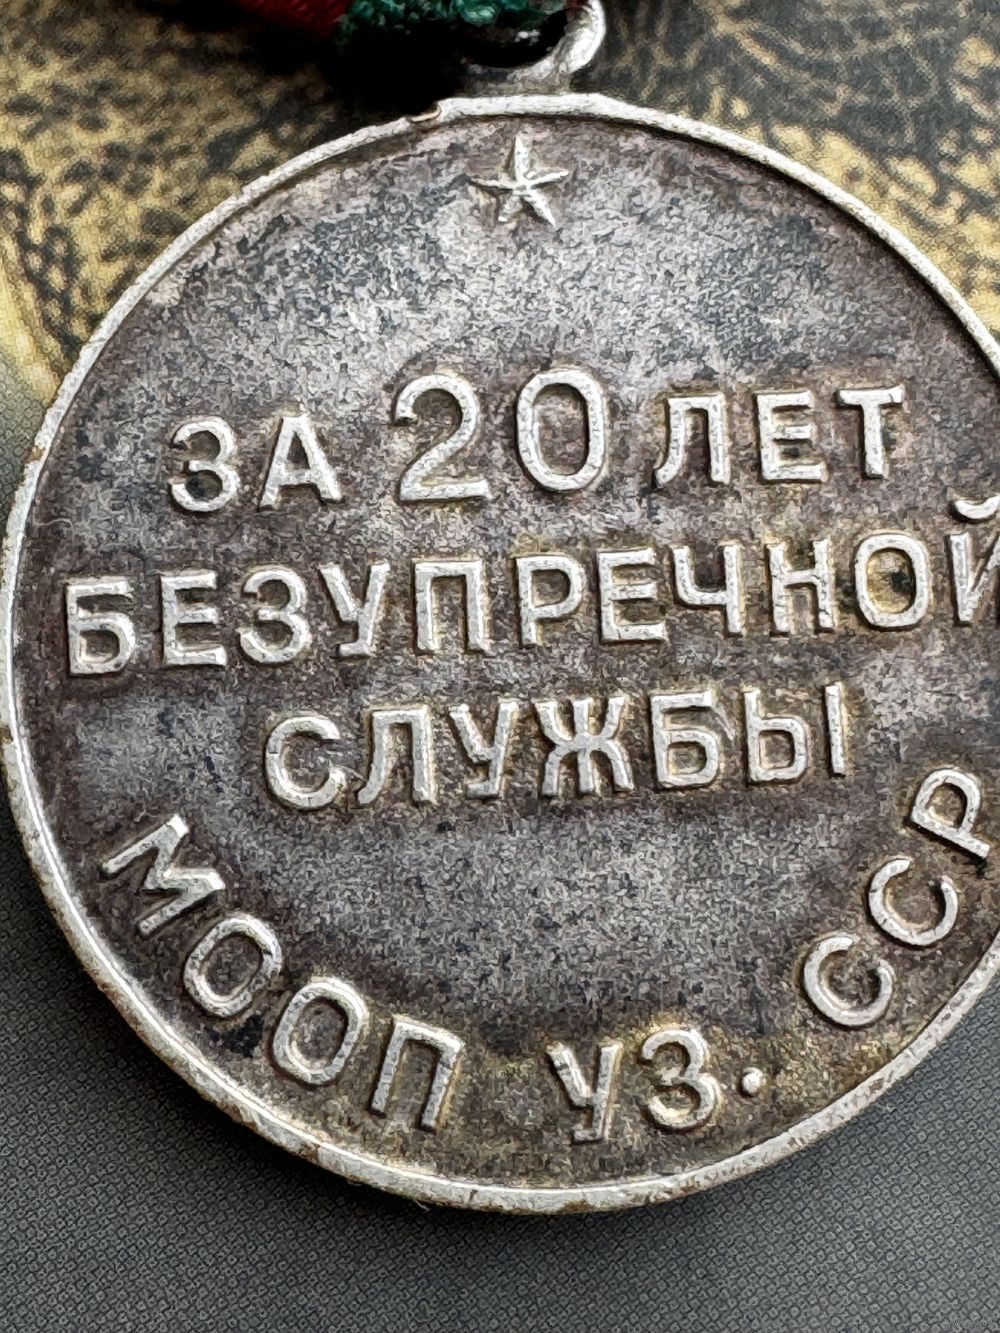 ЗА 20 ЛЕТ
БЕЗУПРЕЧНОЙ
СЛУЖБЫ
МООП УЗ. ССР